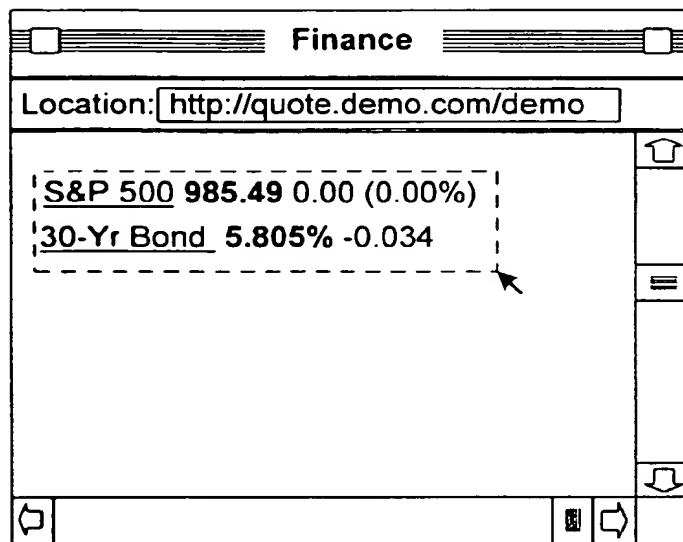 Finance
Location: http://quote.demo.com/demo
S&P 500 985.49 0.00 (0.00%)
30-Yr Bond 5.805% -0.034